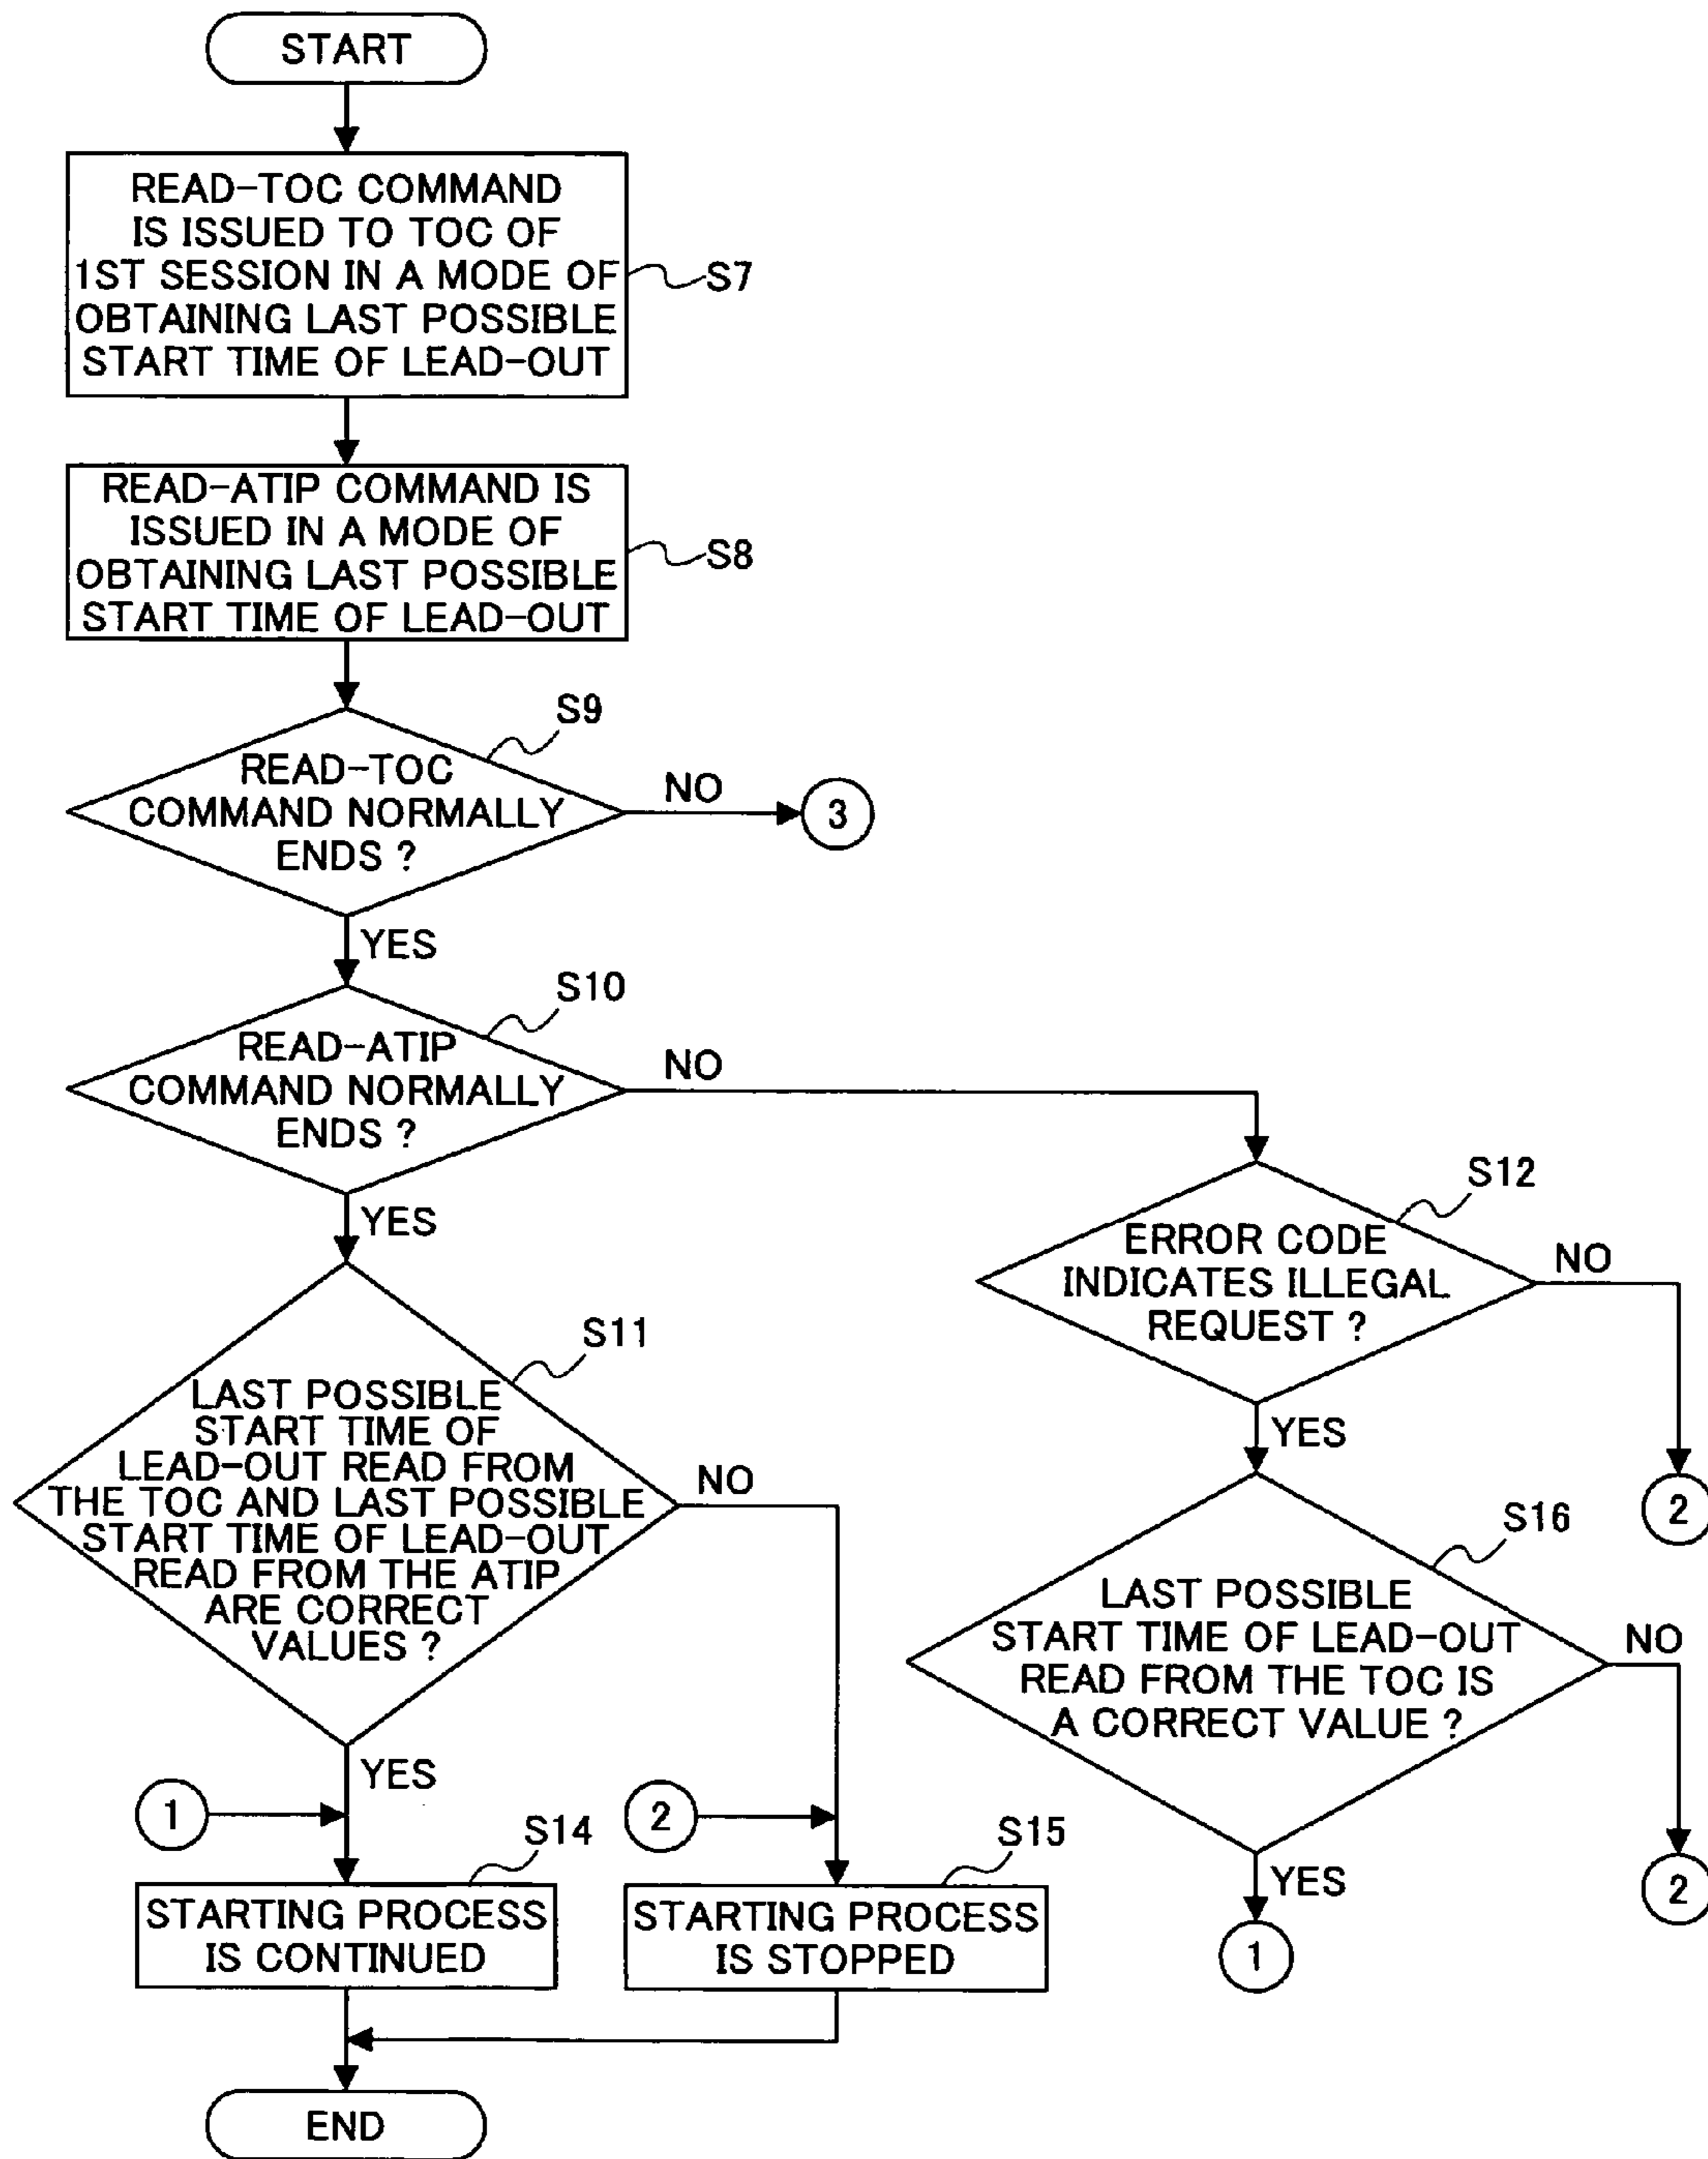 START
READ-TOC COMMAND
IS ISSUED TO TOC OF
1ST SESSION IN A MODE OF
OBTAINING LAST POSSIBLE
START TIME OF LEAD-OUT
S7
READ-ATIP COMMAND IS
ISSUED IN A MODE OF
OBTAINING LAST POSSIBLE
START TIME OF LEAD-OUT
S8
S9
READ-TOC
COMMAND NORMALLY
ENDS ?
NO
3
YES
S10
READ-ATIP
COMMAND NORMALLY
ENDS ?
NO
YES
S12
ERROR CODE
INDICATES ILLEGAL
REQUEST ?
NO
2
YES
S11
LAST POSSIBLE
START TIME OF
LEAD-OUT READ FROM
THE TOC AND LAST POSSIBLE
START TIME OF LEAD-OUT
READ FROM THE ATIP
ARE CORRECT
VALUES ?
NO
YES
S16
LAST POSSIBLE
START TIME OF LEAD-OUT
READ FROM THE TOC IS
A CORRECT VALUE ?
NO
2
YES
1
1
2
S14
STARTING PROCESS
IS CONTINUED
S15
STARTING PROCESS
IS STOPPED
END